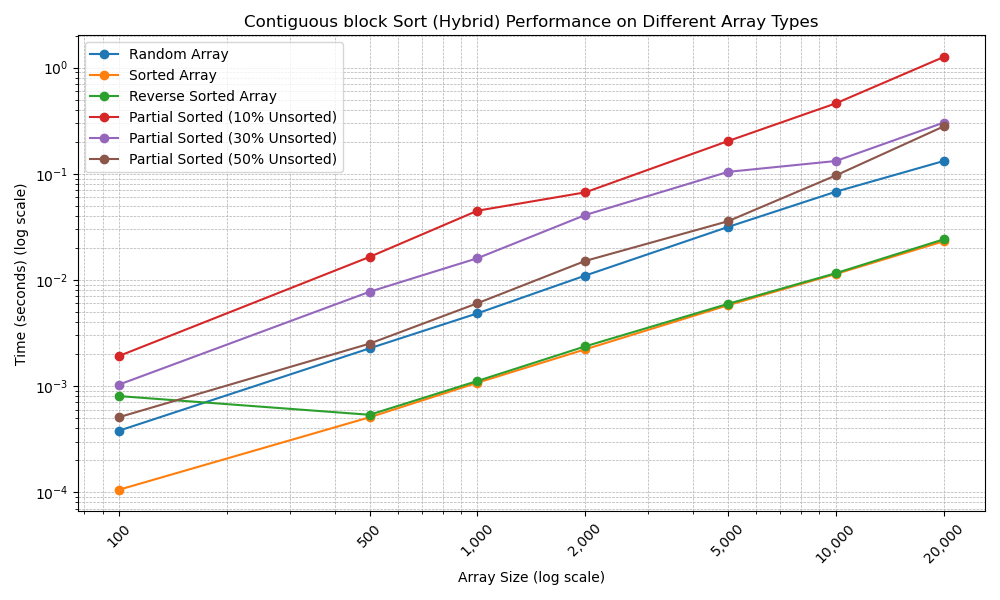 Contiguous block Sort (Hybrid) Performance on Different Array Types
Random Array
Sorted Array
Reverse Sorted Array
Partial Sorted (10% Unsorted)
Partial Sorted (30% Unsorted)
Partial Sorted (50% Unsorted)
Time (seconds) (log scale)
10⁰
10⁻¹
10⁻²
10⁻³
10⁻⁴
100
500
1,000
2,000
5,000
10,000
20,000
Array Size (log scale)